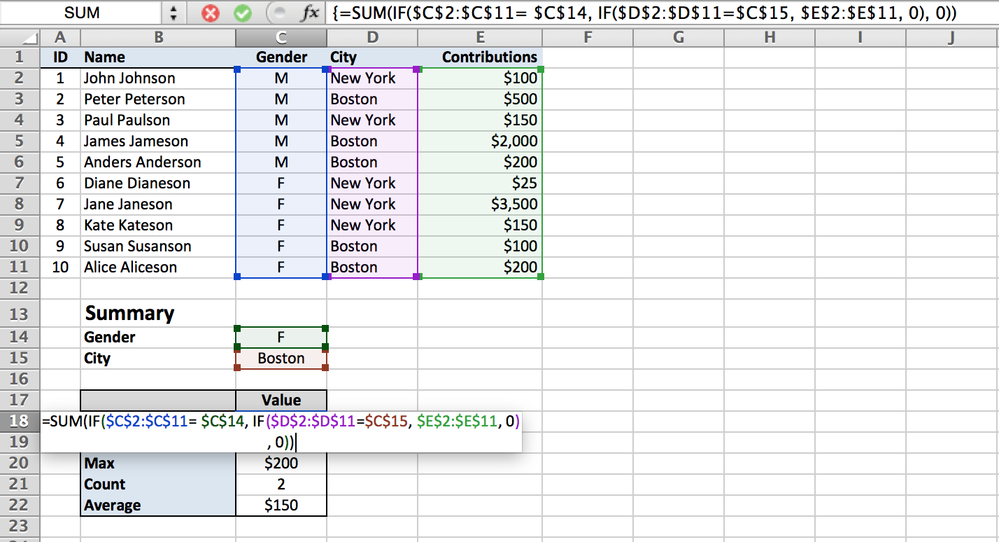 SUM fx {=SUM(IF($C$2:$C$11= $C$14, IF($D$2:$D$11=$C$15, $E$2:$E$11, 0), 0))
A B C D E F G H I J
1 ID Name Gender City Contributions
2 1 John Johnson M New York $100
3 2 Peter Peterson M Boston $500
4 3 Paul Paulson M New York $150
5 4 James Jameson M Boston $2,000
6 5 Anders Anderson M Boston $200
7 6 Diane Dianeson F New York $25
8 7 Jane Janeson F New York $3,500
9 8 Kate Kateson F New York $150
10 9 Susan Susanson F Boston $100
11 10 Alice Aliceson F Boston $200
12
13 Summary
14 Gender F
15 City Boston
16
17 Value
18 =SUM(IF($C$2:$C$11= $C$14, IF($D$2:$D$11=$C$15, $E$2:$E$11, 0)
19 , 0))
20 Max $200
21 Count 2
22 Average $150
23